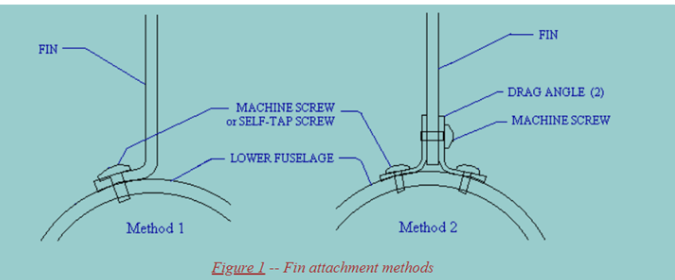 FIN
FIN
DRAG ANGLE (2)
MACHINE SCREW
or SELF-TAP SCREW
MACHINE SCREW
LOWER FUSELAGE
Method 1
Method 2
Figure 1 -- Fin attachment methods